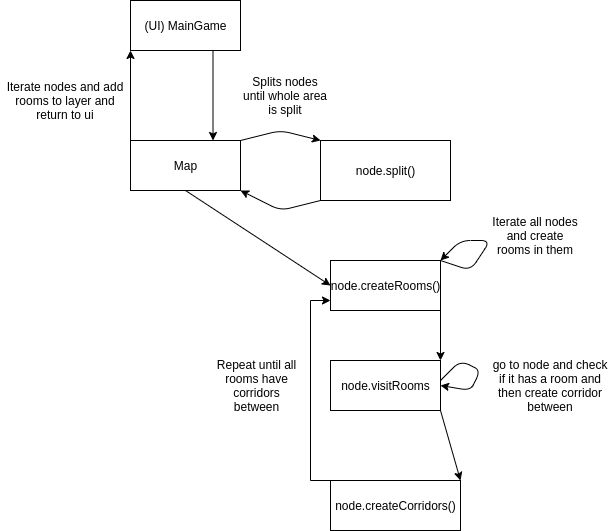 (UI) MainGame
Iterate nodes and add
rooms to layer and
return to ui
Splits nodes
until whole area
is split
Map
node.split()
Iterate all nodes
and create
rooms in them
node.createRooms()
Repeat until all
rooms have
corridors
between
node.visitRooms
go to node and check
if it has a room and
then create corridor
between
node.createCorridors()